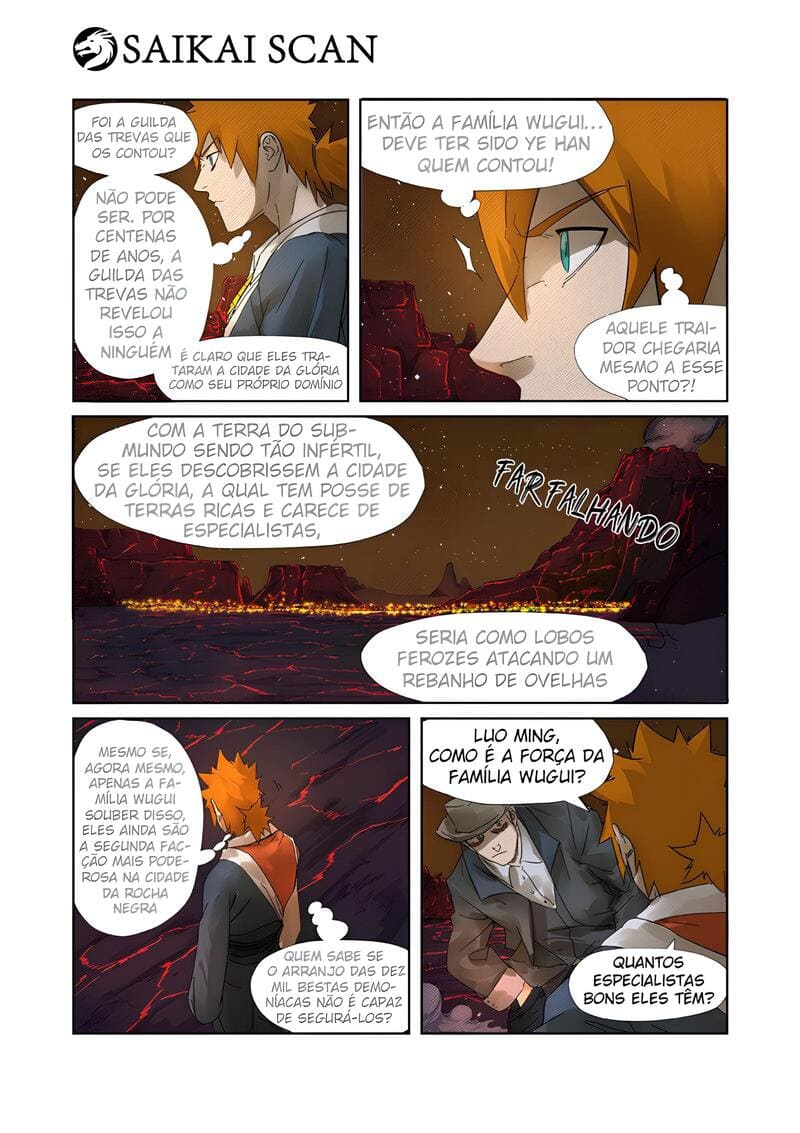 SAIKAI SCAN
FOI A GUILDA
DAS TREVAS QUE
OS CONTOU?
NÃO PODE
SER. POR
CENTENAS
DE ANOS, A
GUILDA DAS
TREVAS NÃO
REVELOU
ISSO A
NINGUÉM
É CLARO QUE ELES TRA-
TARAM A CIDADE DA GLÓRIA
COMO SEU PRÓPRIO DOMÍNIO
ENTÃO A FAMÍLIA WUGUI...
DEVE TER SIDO YE HAN
QUEM CONTOU!
AQUELE TRAI-
DOR CHEGARIA
MESMO A ESSE
PONTO?!
COM A TERRA DO SUB-
MUNDO SENDO TÃO INFÉRTIL,
SE ELES DESCOBRISSEM A CIDADE
DA GLÓRIA, A QUAL TEM POSSE DE
TERRAS RICAS E CARECE DE
ESPECIALISTAS,
FARFALHANDO
SERIA COMO LOBOS
FEROZES ATACANDO UM
REBANHO DE OVELHAS
MESMO SE,
AGORA MESMO,
APENAS A FA-
MÍLIA WUGUI
SOUBER DISSO,
ELES AINDA SÃO
A SEGUNDA FAC-
ÇÃO MAIS PODE-
ROSA NA CIDADE
DA ROCHA
NEGRA
QUEM SABE SE
O ARRANJO DAS DEZ
MIL BESTAS DEMO-
NÍACAS NÃO É CAPAZ
DE SEGURÁ-LOS?
LUO MING,
COMO É A FORÇA DA
FAMÍLIA WUGUI?
QUANTOS
ESPECIALISTAS
BONS ELES TÊM?